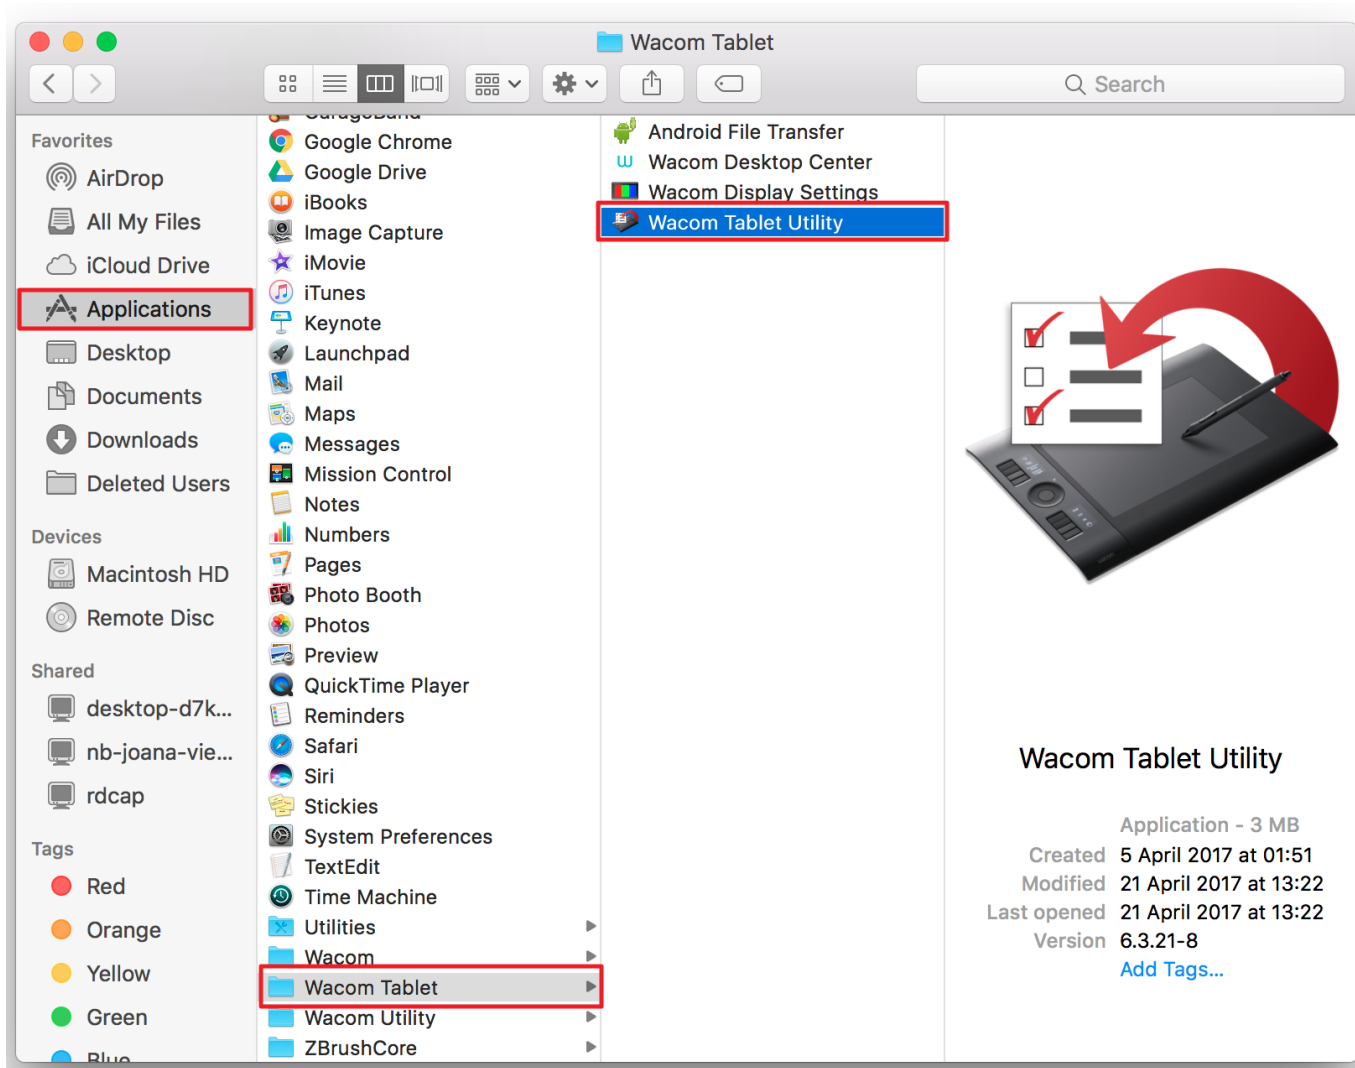 Wacom Tablet
Search
Favorites
AirDrop
All My Files
iCloud Drive
Applications
Desktop
Documents
Downloads
Deleted Users
Devices
Macintosh HD
Remote Disc
Shared
desktop-d7k...
nb-joana-vie...
rdcap
Tags
Red
Orange
Yellow
Green
Blue
GarageBand
Google Chrome
Google Drive
iBooks
Image Capture
iMovie
iTunes
Keynote
Launchpad
Mail
Maps
Messages
Mission Control
Notes
Numbers
Pages
Photo Booth
Photos
Preview
QuickTime Player
Reminders
Safari
Siri
Stickies
System Preferences
TextEdit
Time Machine
Utilities
Wacom
Wacom Tablet
Wacom Utility
ZBrushCore
Android File Transfer
Wacom Desktop Center
Wacom Display Settings
Wacom Tablet Utility
Wacom Tablet Utility
Application - 3 MB
Created 5 April 2017 at 01:51
Modified 21 April 2017 at 13:22
Last opened 21 April 2017 at 13:22
Version 6.3.21-8
Add Tags...